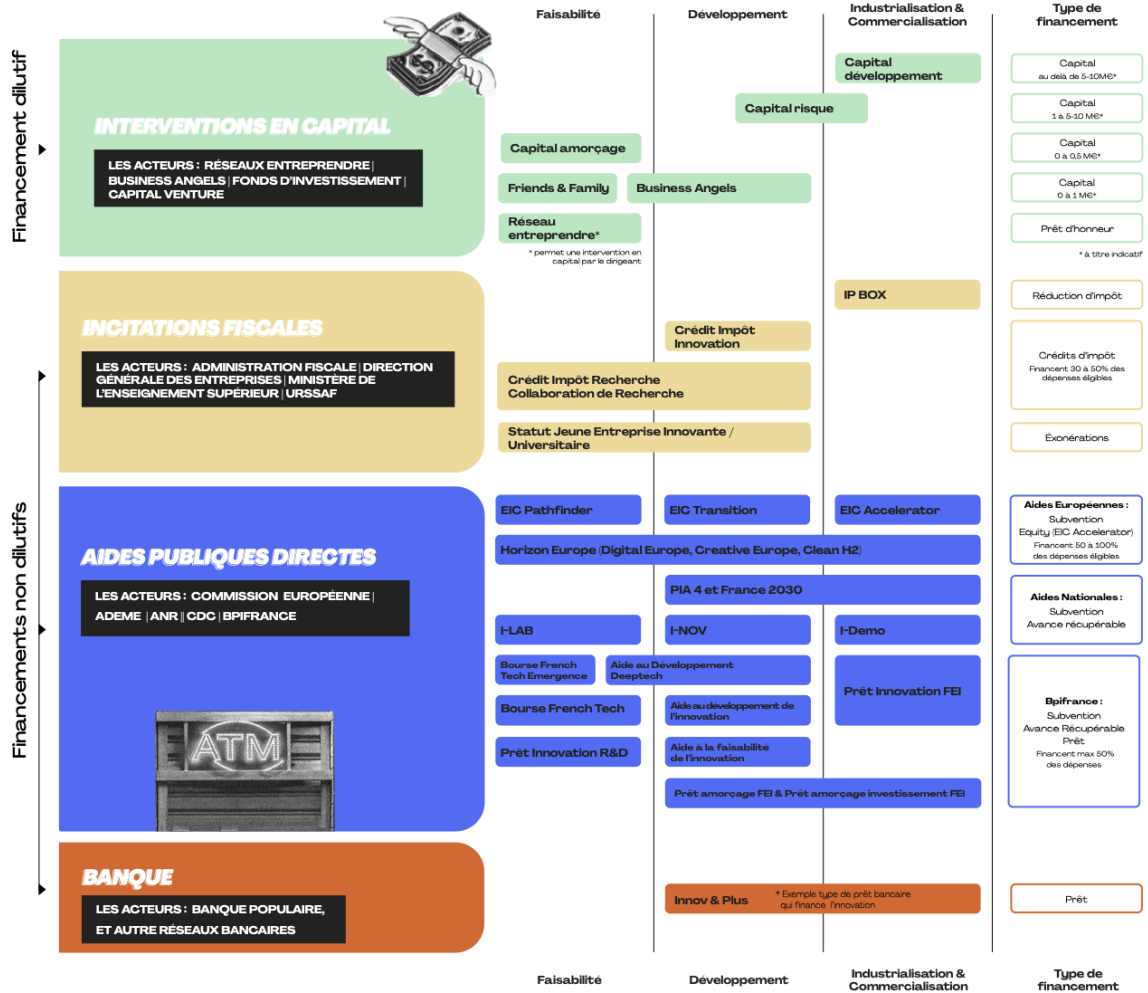 Faisabilité
Développement
Industrialisation &
Commercialisation
Type de
financement
Financement dilutif
INTERVENTIONS EN CAPITAL
LES ACTEURS : RÉSEAUX ENTREPRENDRE |
BUSINESS ANGELS | FONDS D'INVESTISSEMENT |
CAPITAL VENTURE
Capital
développement
Capital
au delà de 5-10M€*
Capital risque
Capital
1 à 5-10 M€*
Capital amorçage
Capital
0 à 0,5 M€*
Friends & Family
Business Angels
Capital
0 à 1 M€*
Réseau
entreprendre*
Prêt d'honneur
* permet une intervention en
capital par le dirigeant
* à titre indicatif
Financements non dilutifs
INCITATIONS FISCALES
LES ACTEURS : ADMINISTRATION FISCALE | DIRECTION
GÉNÉRALE DES ENTREPRISES | MINISTÈRE DE
L'ENSEIGNEMENT SUPÉRIEUR | URSSAF
IP BOX
Réduction d'impôt
Crédit Impôt
Innovation
Crédit Impôt Recherche
Collaboration de Recherche
Crédits d'impôt
Financent 30 à 50% des
dépenses éligibles
Statut Jeune Entreprise Innovante /
Universitaire
Éxonérations
AIDES PUBLIQUES DIRECTES
LES ACTEURS : COMMISSION EUROPÉENNE |
ADEME | ANR || CDC | BPIFRANCE
ATM
EIC Pathfinder
EIC Transition
EIC Accelerator
Horizon Europe (Digital Europe, Creative Europe, Clean H2)
Aides Européennes :
Subvention
Equity (EIC Accelerator)
Financent 50 à 100%
des dépenses éligibles
PIA 4 et France 2030
I-LAB
I-NOV
I-Demo
Aides Nationales :
Subvention
Avance récupérable
Bourse French
Tech Emergence
Aide au Développement
Deeptech
Prêt Innovation FEI
Bourse French Tech
Aide au développement de
l'innovation
Prêt Innovation R&D
Aide à la faisabilité
de l'innovation
Prêt amorçage FEI & Prêt amorçage investissement FEI
Bpifrance :
Subvention
Avance Récupérable
Prêt
Financent max 50%
des dépenses
BANQUE
LES ACTEURS : BANQUE POPULAIRE,
ET AUTRE RÉSEAUX BANCAIRES
Innov & Plus
* Exemple type de prêt bancaire
qui finance l'innovation
Prêt
Faisabilité
Développement
Industrialisation &
Commercialisation
Type de
financement